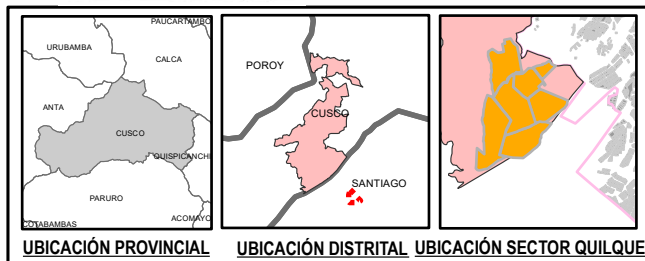 PAUCARTAMBO
URUBAMBA
CALCA
ANTA
CUSCO
QUISPICANCHI
PARURO
ACOMAYO
COTABAMBAS
UBICACIÓN PROVINCIAL
POROY
CUSCO
SANTIAGO
UBICACIÓN DISTRITAL
UBICACIÓN SECTOR QUILQUE